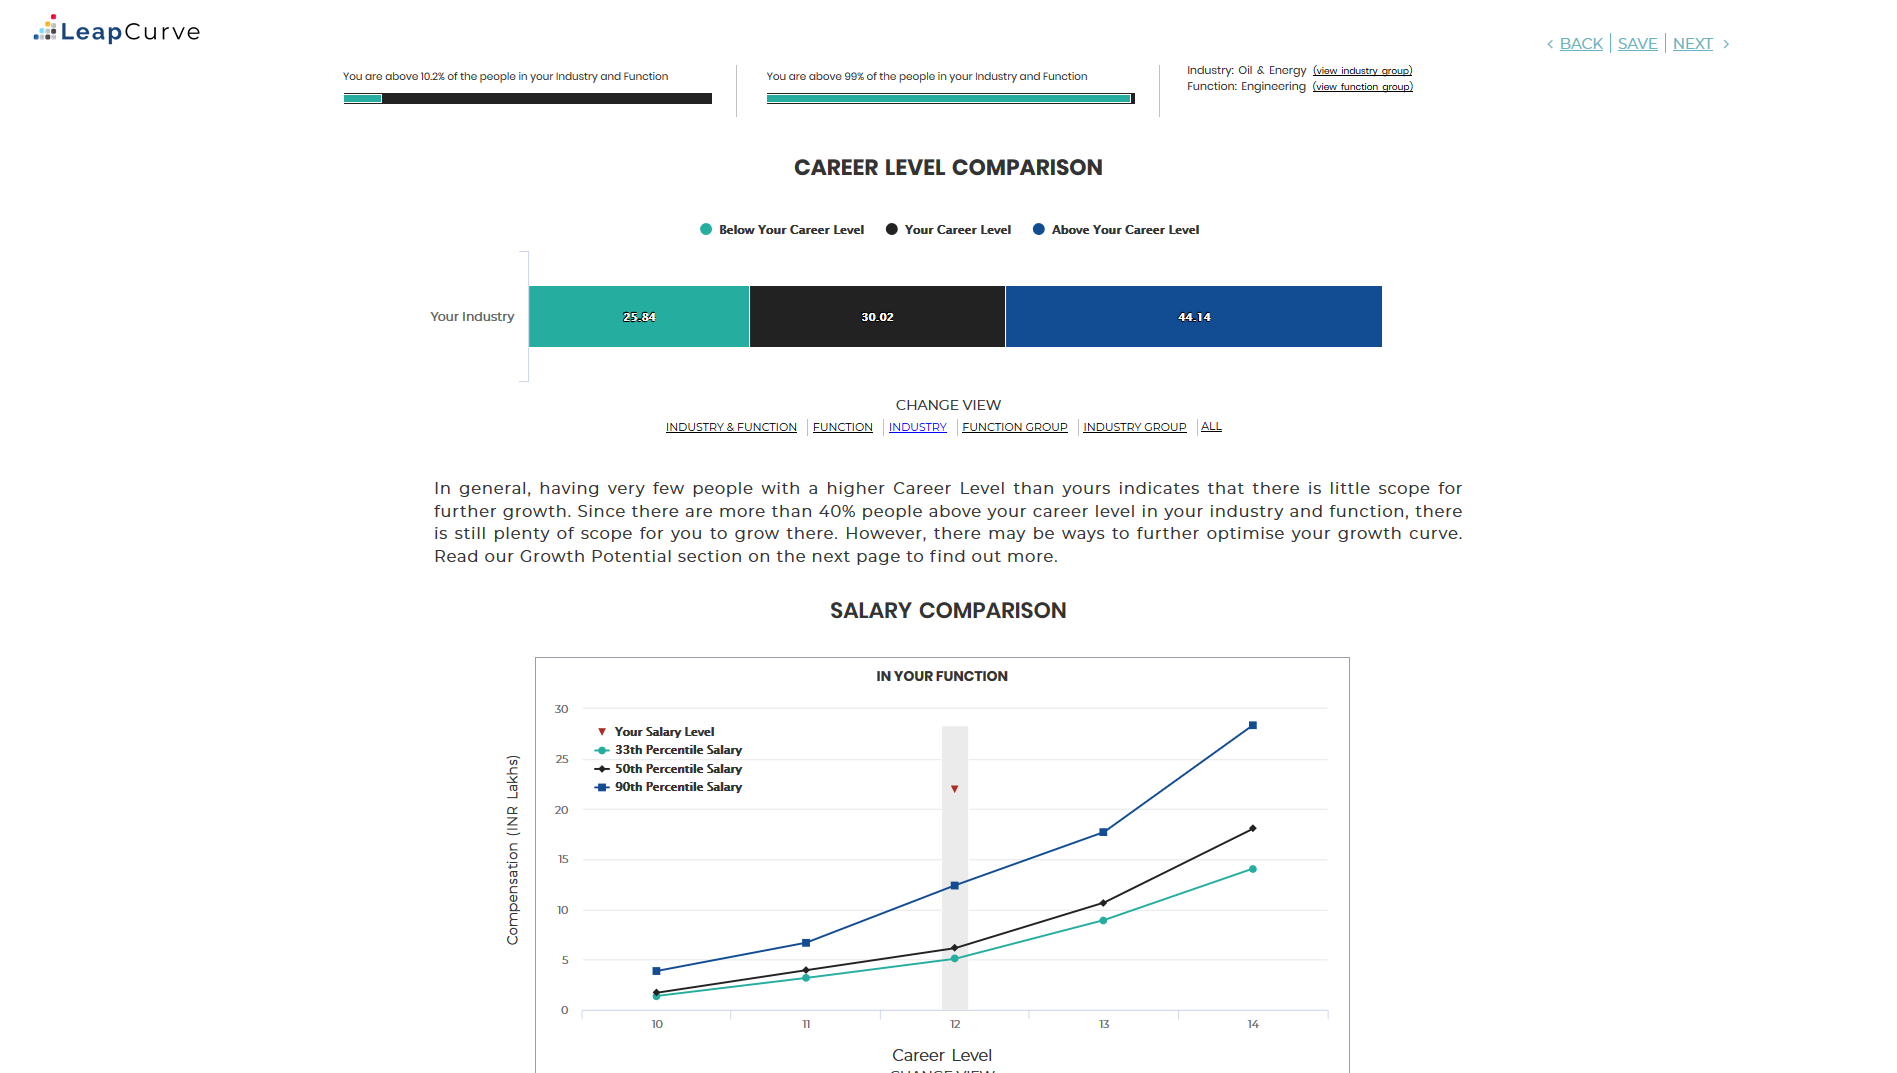 LeapCurve
‹ BACK | SAVE | NEXT ›
You are above 10.2% of the people in your Industry and Function
You are above 99% of the people in your Industry and Function
Industry: Oil & Energy (view industry group)
Function: Engineering (view function group)
CAREER LEVEL COMPARISON
Below Your Career Level
Your Career Level
Above Your Career Level
Your Industry
25.84
30.02
44.14
CHANGE VIEW
INDUSTRY & FUNCTION | FUNCTION | INDUSTRY | FUNCTION GROUP | INDUSTRY GROUP | ALL
In general, having very few people with a higher Career Level than yours indicates that there is little scope for
further growth. Since there are more than 40% people above your career level in your industry and function, there
is still plenty of scope for you to grow there. However, there may be ways to further optimise your growth curve.
Read our Growth Potential section on the next page to find out more.
SALARY COMPARISON
IN YOUR FUNCTION
Your Salary Level
33th Percentile Salary
50th Percentile Salary
90th Percentile Salary
Compensation (INR Lakhs)
30
25
20
15
10
5
0
10
11
12
13
14
Career Level
CHANGE VIEW